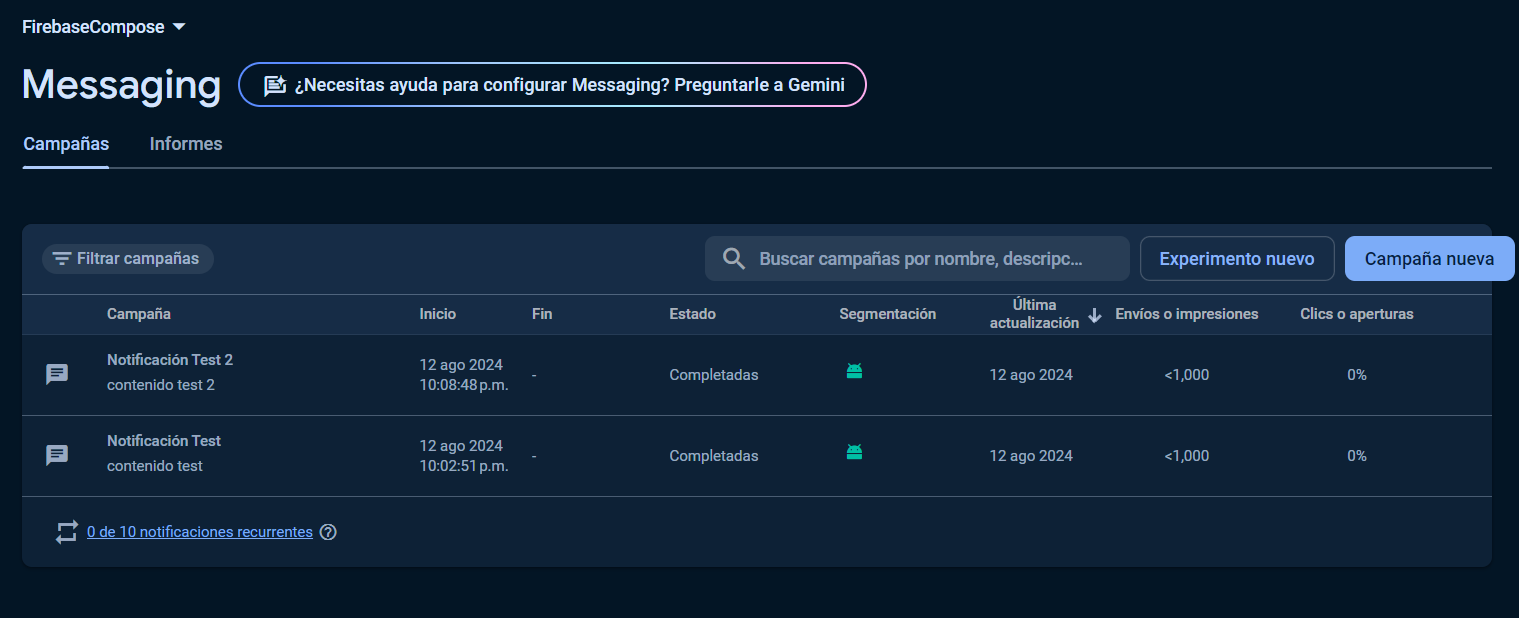 FirebaseCompose
Messaging
¿Necesitas ayuda para configurar Messaging? Preguntarle a Gemini
Campañas Informes
Filtrar campañas
Buscar campañas por nombre, descripc...
Experimento nuevo
Campaña nueva
Campaña Inicio Fin Estado Segmentación Última actualización Envíos o impresiones Clics o aperturas
Notificación Test 2
contenido test 2
12 ago 2024
10:08:48 p.m.
-
Completadas
12 ago 2024
<1,000
0%
Notificación Test
contenido test
12 ago 2024
10:02:51 p.m.
-
Completadas
12 ago 2024
<1,000
0%
0 de 10 notificaciones recurrentes